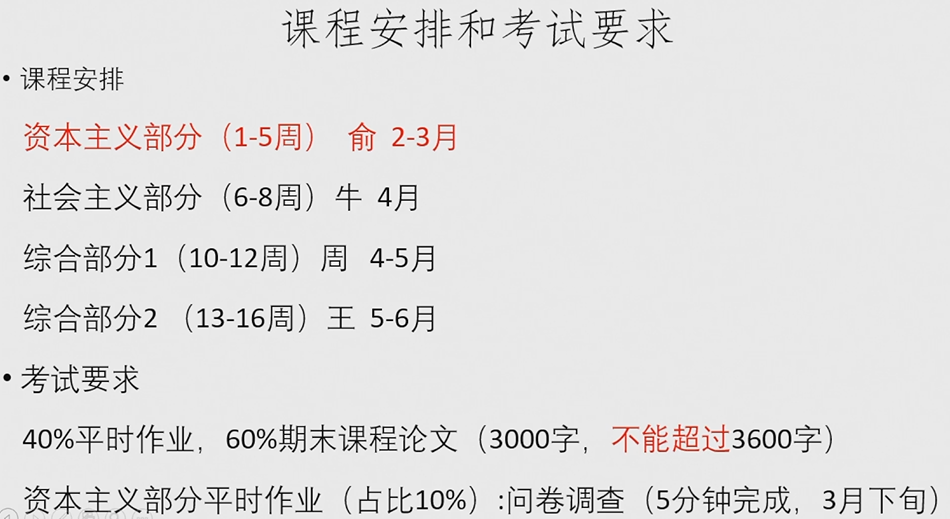 课程安排和考试要求
• 课程安排
资本主义部分（1-5周） 俞 2-3月
社会主义部分（6-8周）牛 4月
综合部分1（10-12周）周 4-5月
综合部分2 （13-16周）王 5-6月
• 考试要求
40%平时作业，60%期末课程论文（3000字，不能超过3600字）
资本主义部分平时作业（占比10%）:问卷调查（5分钟完成，3月下旬）